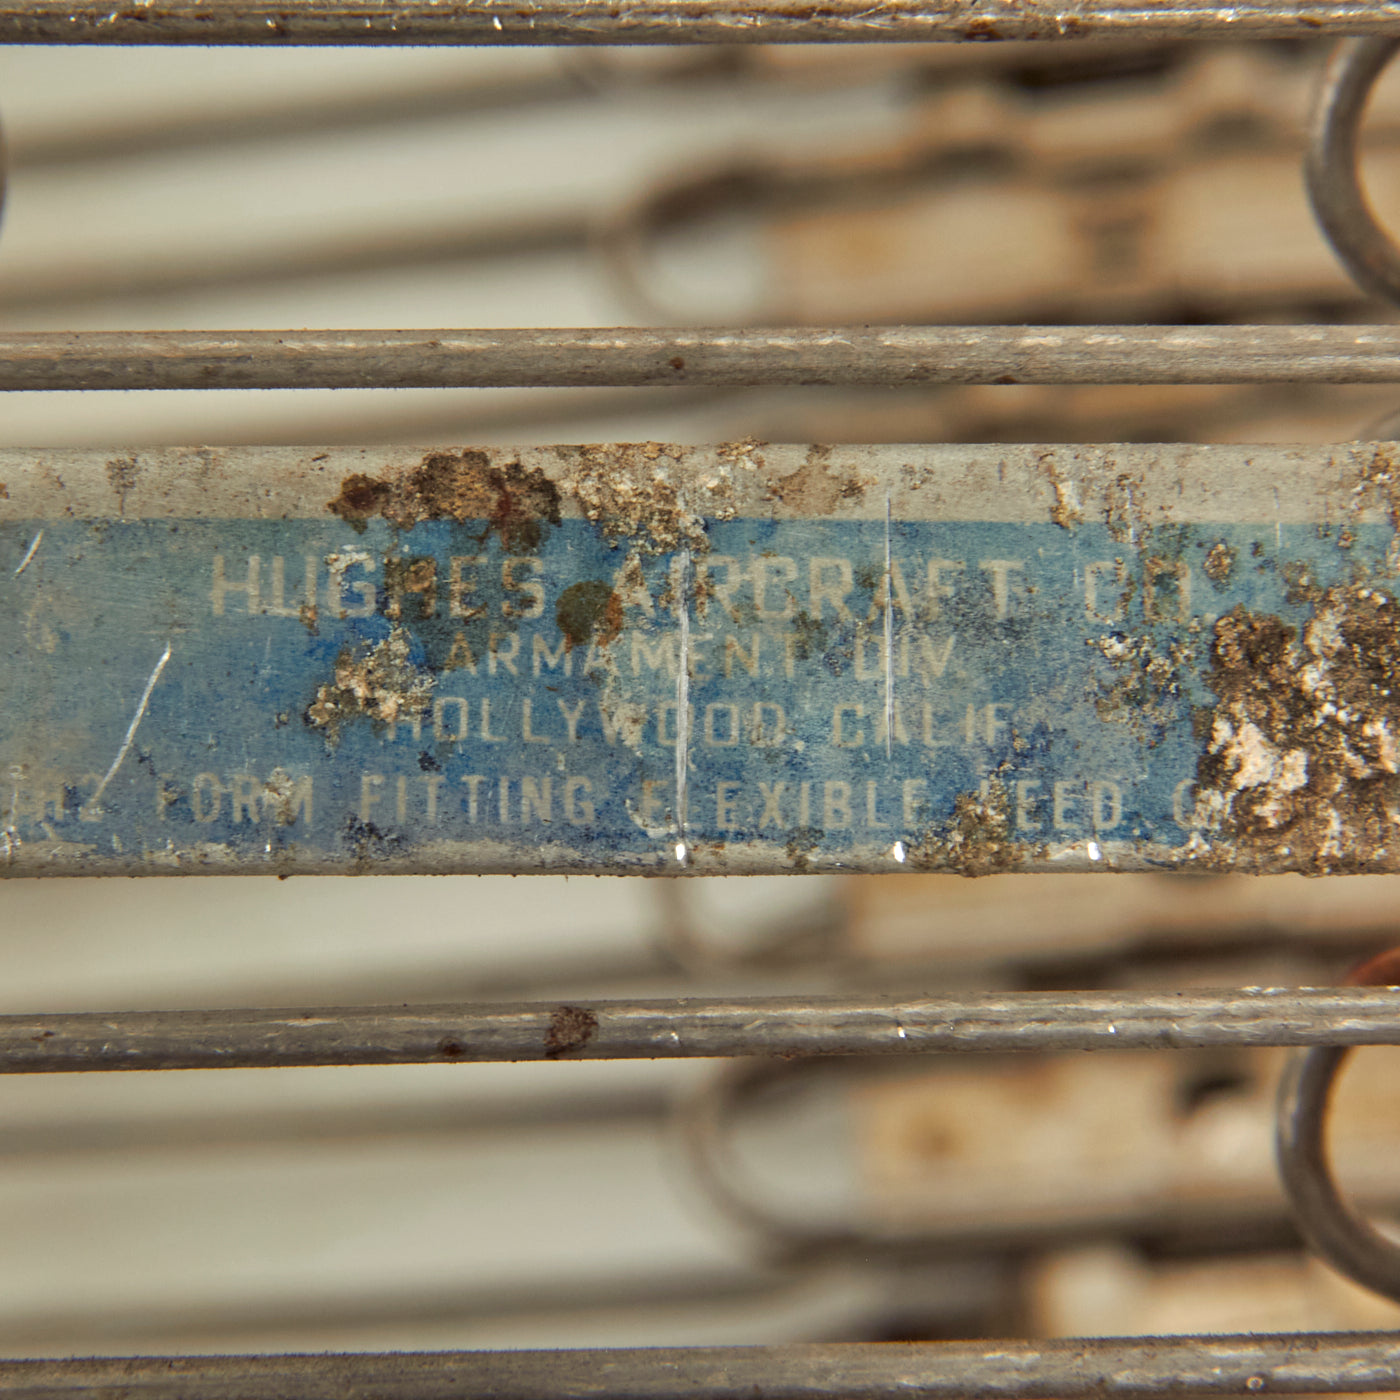 HUGHES AIRCRAFT CO.
ARMAMENT DIV
HOLLYWOOD CALIF
FORM FITTING FLEXIBLE FEED